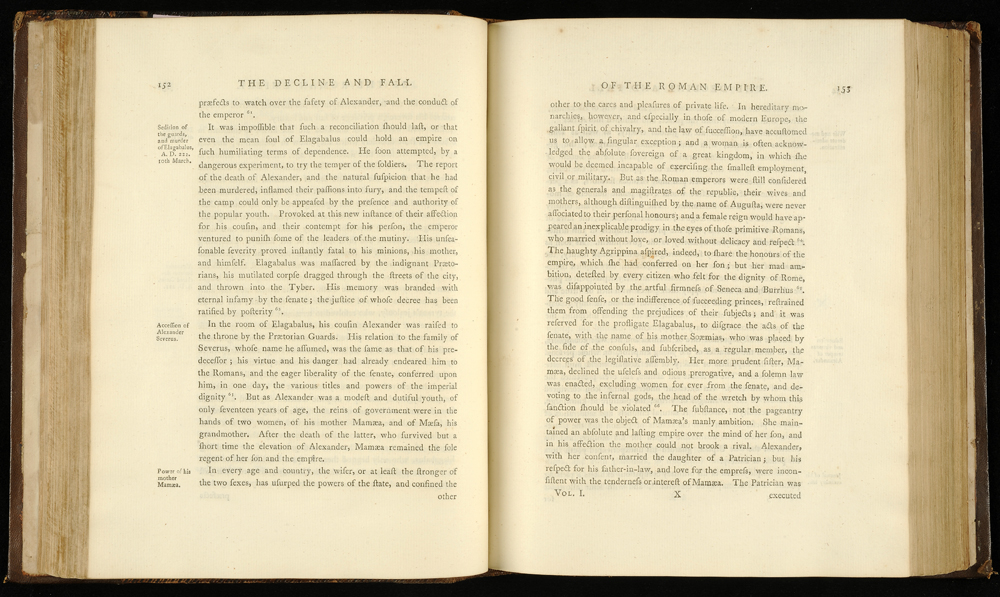 152
THE DECLINE AND FALL
præfects to watch over the safety of Alexander, and the conduct of
the emperor
Sedition of
the guards,
and murder
of Elagabalus,
A. D. 222.
10th March.
It was impoſſible that ſuch a reconciliation ſhould laſt, or that
even the mean ſoul of Elagabalus could hold an empire on
ſuch humiliating terms of dependence. He ſoon attempted, by a
dangerous experiment, to try the temper of the ſoldiers. The report
of the death of Alexander, and the natural ſuſpicion that he had
been murdered, inflamed their paſſions into fury, and the tempeſt of
the camp could only be appeaſed by the preſence and authority of
the popular youth. Provoked at this new inſtance of their affection
for his couſin, and their contempt for his perſon, the emperor
ventured to puniſh ſome of the leaders of the mutiny. His unſea-
ſonable ſeverity proved inſtantly fatal to his minions, his mother,
and himſelf. Elagabalus was maſſacred by the indignant Præto-
rians, his mutilated corpſe dragged through the ſtreets of the city,
and thrown into the Tyber. His memory was branded with
eternal infamy by the ſenate; the juſtice of whoſe decree has been
ratified by poſterity
Acceſſion of
Alexander
Severus.
In the room of Elagabalus, his couſin Alexander was raiſed to
the throne by the Prætorian Guards. His relation to the family of
Severus, whoſe name he aſſumed, was the ſame as that of his pre-
deceſſor; his virtue and his danger had already endeared him to
the Romans, and the eager liberality of the ſenate, conferred upon
him, in one day, the various titles and powers of the imperial
dignity. But as Alexander was a modeſt and dutiful youth, of
only ſeventeen years of age, the reins of government were in the
hands of two women, of his mother Mamæa, and of Mæſa, his
grandmother. After the death of the latter, who ſurvived but a
ſhort time the elevation of Alexander, Mamæa remained the ſole
regent of her ſon and the empire.
Power of his
mother
Mamæa.
In every age and country, the wiſer, or at leaſt the ſtronger of
the two ſexes, has uſurped the powers of the ſtate, and confined the
other
OF THE ROMAN EMPIRE.
153
other to the cares and pleaſures of private life. In hereditary mo-
narchies, however, and eſpecially in thoſe of modern Europe, the
gallant ſpirit of chivalry, and the law of ſucceſſion, have accuſtomed
us to allow a ſingular exception; and a woman is often acknow-
ledged the abſolute ſovereign of a great kingdom, in which ſhe
would be deemed incapable of exerciſing the ſmalleſt employment,
civil or military. But as the Roman emperors were ſtill conſidered
as the generals and magiſtrates of the republic, their wives and
mothers, although diſtinguiſhed by the name of Auguſta, were never
aſſociated to their perſonal honours; and a female reign would have ap-
peared an inexplicable prodigy in the eyes of thoſe primitive Romans,
who married without love, or loved without delicacy and reſpect
The haughty Agrippina aſpired, indeed, to ſhare the honours of the
empire, which ſhe had conferred on her ſon; but her mad am-
bition, deteſted by every citizen who felt for the dignity of Rome,
was diſappointed by the artful firmneſs of Seneca and Burrhus
The good ſenſe, or the indifference of ſucceeding princes, reſtrained
them from offending the prejudices of their ſubjects; and it was
reſerved for the profligate Elagabalus, to diſgrace the acts of the
ſenate, with the name of his mother Soæmias, who was placed by
the ſide of the conſuls, and ſubſcribed, as a regular member, the
decrees of the legiſlative aſſembly. Her more prudent ſiſter, Ma-
mæa, declined the uſeleſs and odious prerogative, and a ſolemn law
was enacted, excluding women for ever from the ſenate, and de-
voting to the infernal gods, the head of the wretch by whom this
ſanction ſhould be violated. The ſubſtance, not the pageantry
of power was the object of Mamæa's manly ambition. She main-
tained an abſolute and laſting empire over the mind of her ſon, and
in his affection the mother could not brook a rival. Alexander,
with her conſent, married the daughter of a Patrician; but his
reſpect for his father-in-law, and love for the empreſs, were incon-
ſiſtent with the tenderneſs or intereſt of Mamæa. The Patrician was
VOL. I. X executed